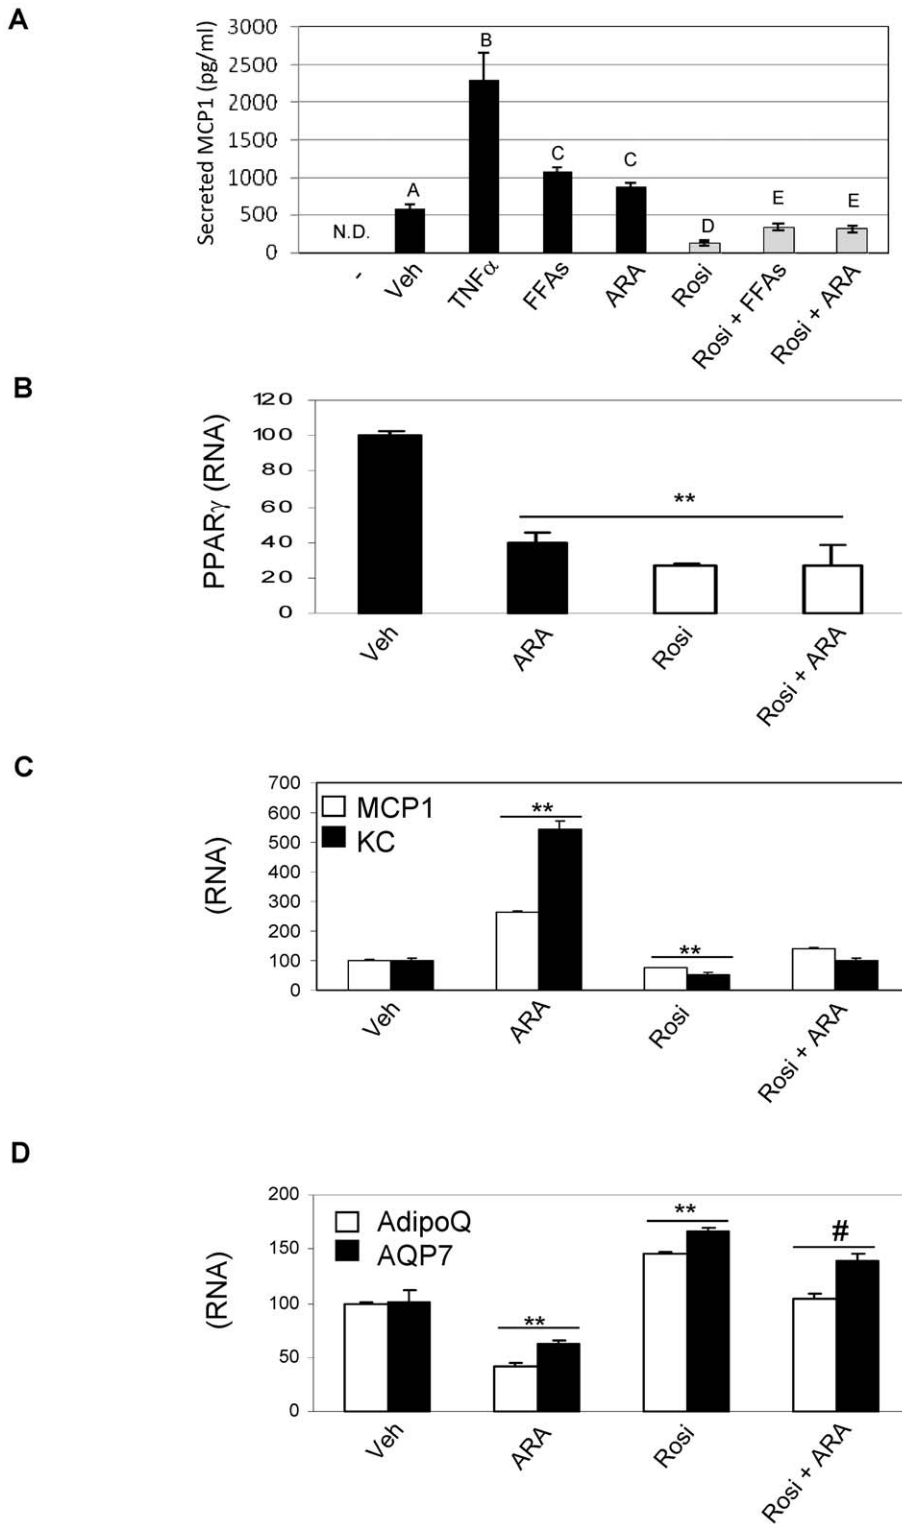 A
Secreted MCP1 (pg/ml)
3000
2500
2000
1500
1000
500
0
N.D.
A
B
C
C
D
E
E
-
Veh
TNFα
FFAs
ARA
Rosi
Rosi + FFAs
Rosi + ARA
B
PPARγ (RNA)
120
100
80
60
40
20
0
**
Veh
ARA
Rosi
Rosi + ARA
C
(RNA)
700
600
500
400
300
200
100
0
MCP1
KC
**
**
Veh
ARA
Rosi
Rosi + ARA
D
(RNA)
200
150
100
50
0
AdipoQ
AQP7
**
**
#
Veh
ARA
Rosi
Rosi + ARA